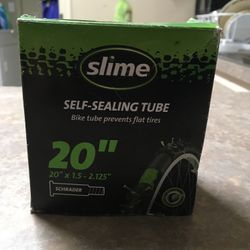 slime
SELF-SEALING TUBE
Bike tube prevents flat tires
20"
20" x 1.5 - 2.125"
SCHRADER